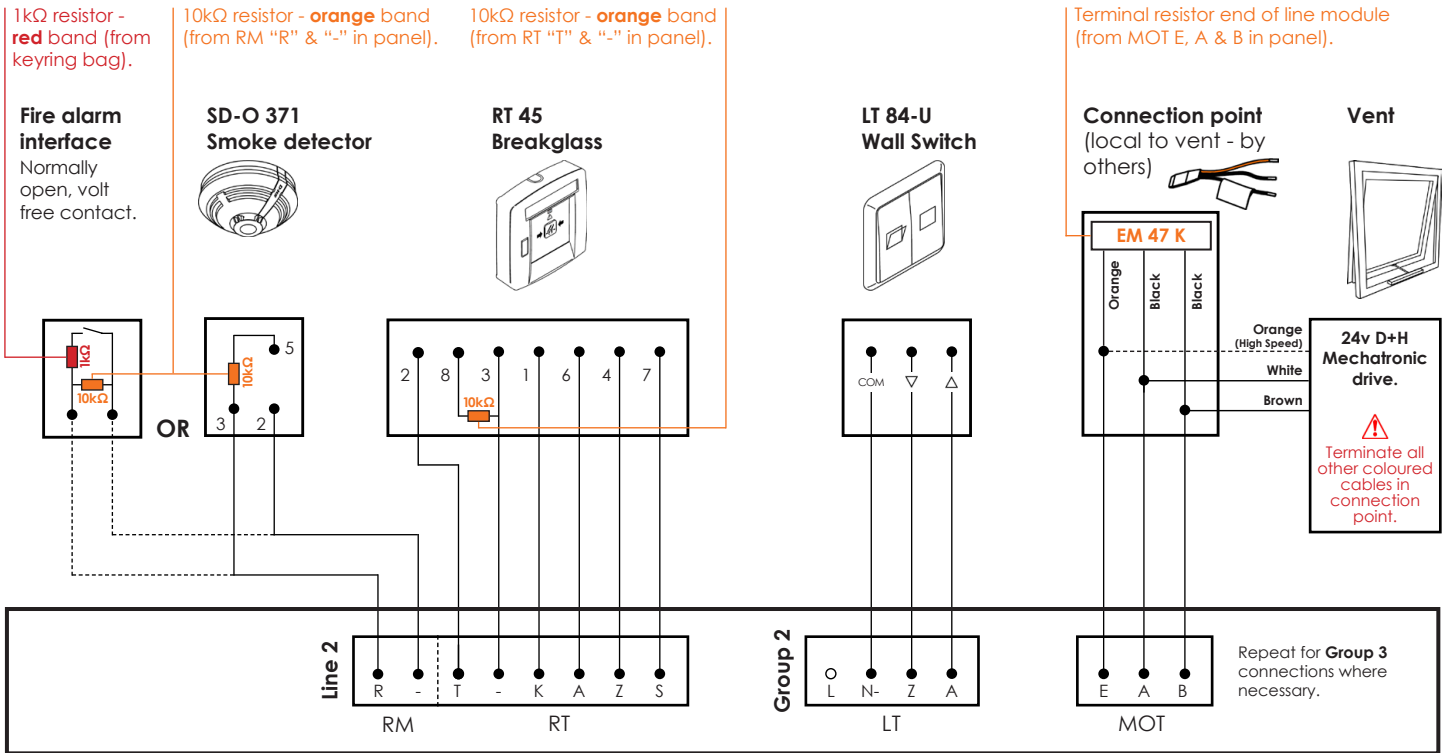 1kΩ resistor -
red band (from
keyring bag).
10kΩ resistor - orange band
(from RM “R” & “-” in panel).
10kΩ resistor - orange band
(from RT “T” & “-” in panel).
Terminal resistor end of line module
(from MOT E, A & B in panel).
Fire alarm
interface
Normally
open, volt
free contact.
SD-O 371
Smoke detector
RT 45
Breakglass
LT 84-U
Wall Switch
Connection point
(local to vent - by
others)
Vent
EM 47 K
Orange
Black
Black
1kΩ
10kΩ
OR
10kΩ
5
3
2
2
8
3
1
6
4
7
10kΩ
COM
Orange
(High Speed)
White
Brown
24v D+H
Mechatronic
drive.
Terminate all
other coloured
cables in
connection
point.
Line 2
R
-
T
-
K
A
Z
S
RM
RT
Group 2
L
N-
Z
A
LT
E
A
B
MOT
Repeat for Group 3
connections where
necessary.